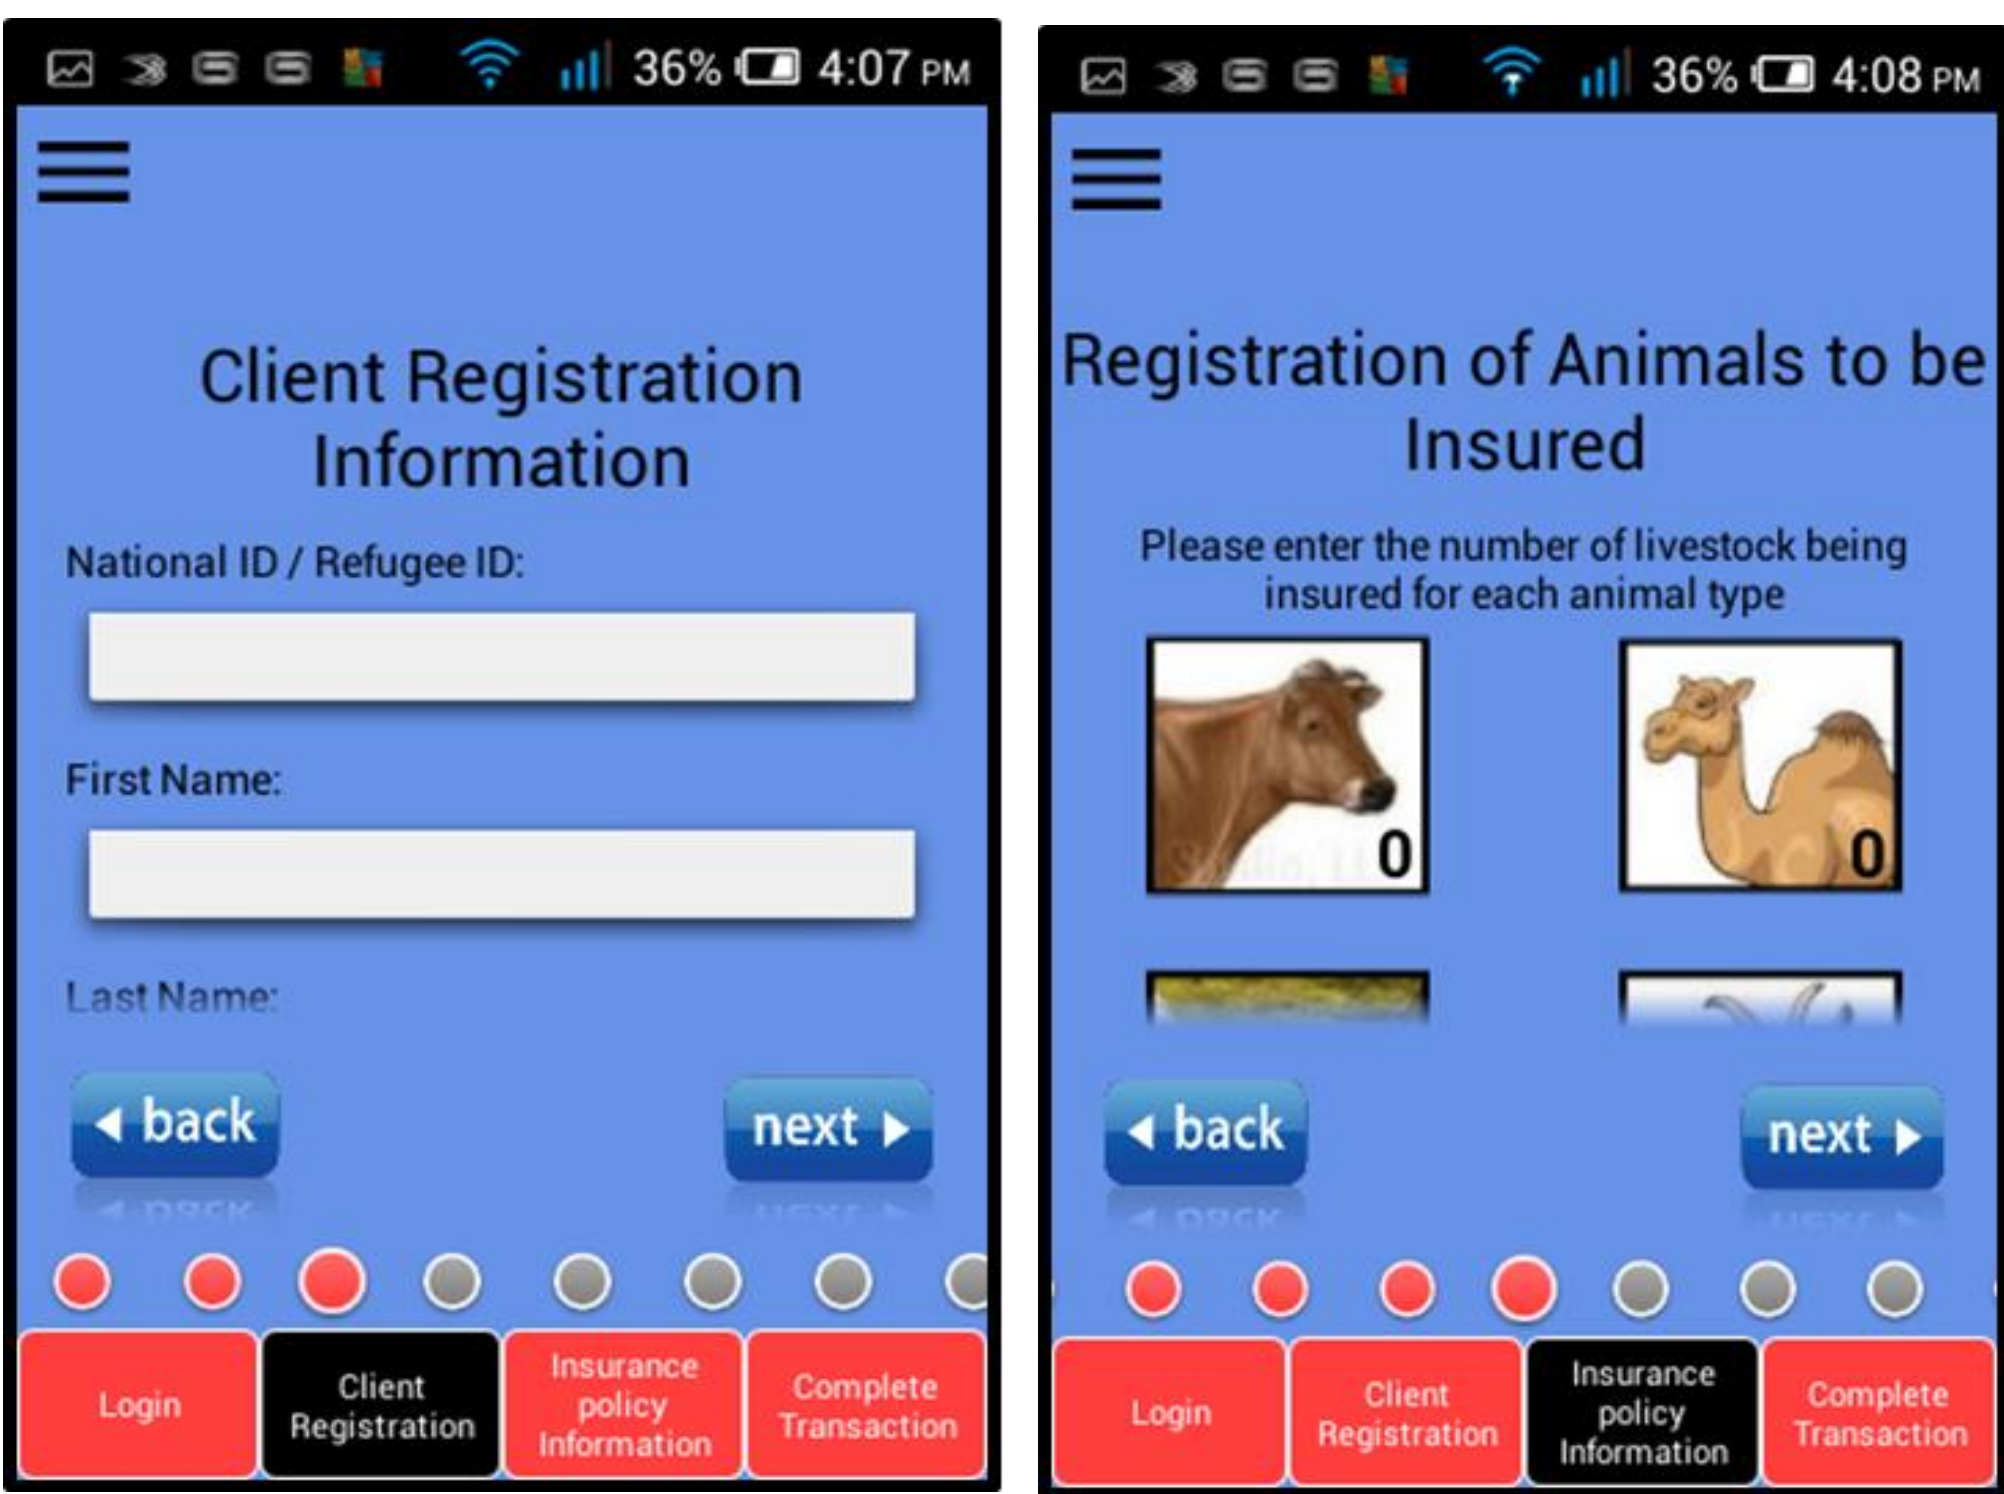 36% 4:07 PM
Client Registration
Information
National ID / Refugee ID:
First Name:
Last Name:
back
next
Login
Client
Registration
Insurance
policy
Information
Complete
Transaction
36% 4:08 PM
Registration of Animals to be
Insured
Please enter the number of livestock being
insured for each animal type
0
0
back
next
Login
Client
Registration
Insurance
policy
Information
Complete
Transaction